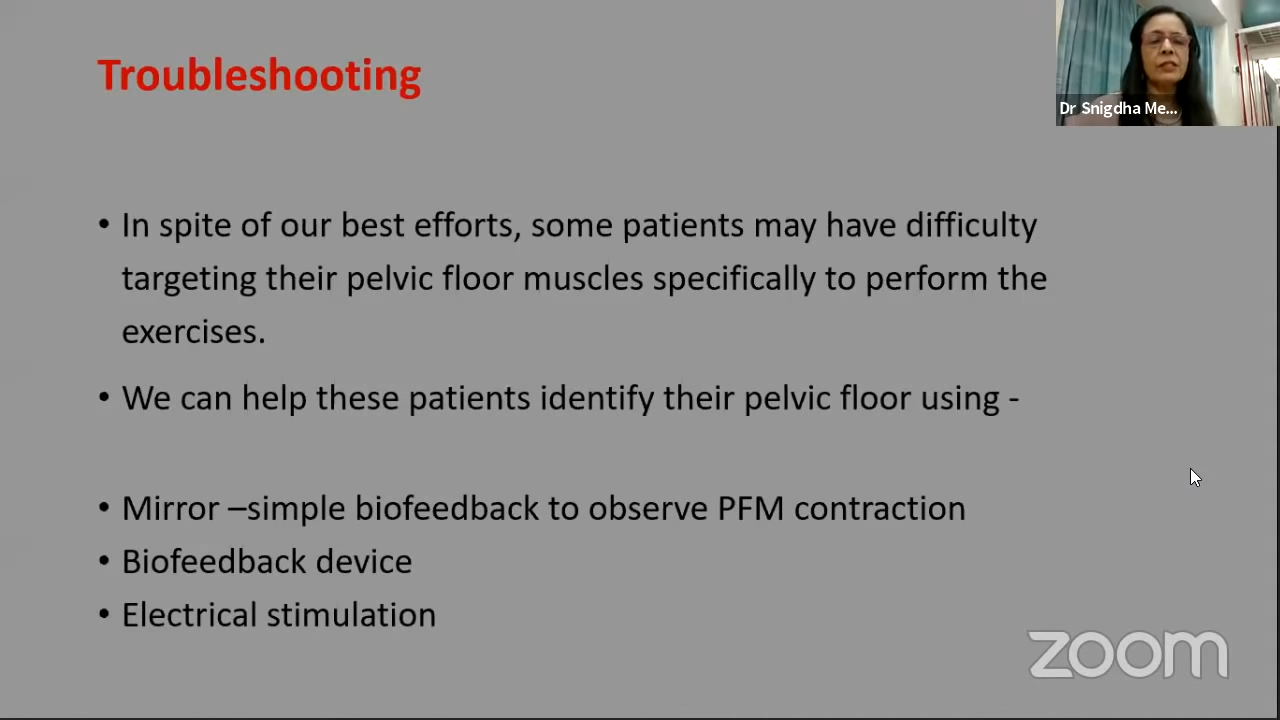 Troubleshooting
Dr Snigdha Me...
• In spite of our best efforts, some patients may have difficulty
targeting their pelvic floor muscles specifically to perform the
exercises.
• We can help these patients identify their pelvic floor using -
• Mirror –simple biofeedback to observe PFM contraction
• Biofeedback device
• Electrical stimulation
zoom